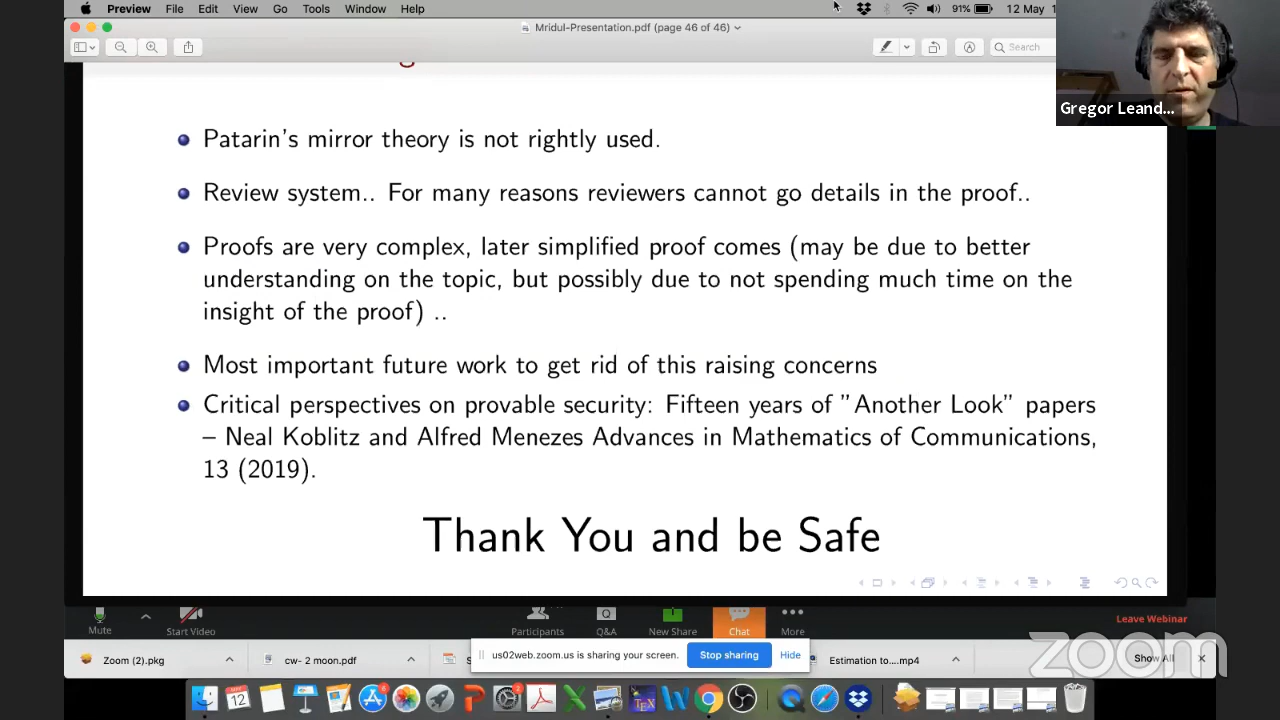 Preview File Edit View Go Tools Window Help 91% 12 May 1
Mridul-Presentation.pdf (page 46 of 46)
Search
Gregor Leand...
Patarin's mirror theory is not rightly used.
Review system.. For many reasons reviewers cannot go details in the proof..
Proofs are very complex, later simplified proof comes (may be due to better
understanding on the topic, but possibly due to not spending much time on the
insight of the proof) ..
Most important future work to get rid of this raising concerns
Critical perspectives on provable security: Fifteen years of "Another Look" papers
– Neal Koblitz and Alfred Menezes Advances in Mathematics of Communications,
13 (2019).
Thank You and be Safe
Mute Start Video Participants Q&A New Share Chat More Leave Webinar
Zoom (2).pkg cw- 2 moon.pdf S us02web.zoom.us is sharing your screen. Stop sharing Hide Estimation to....mp4 Show All
zoom